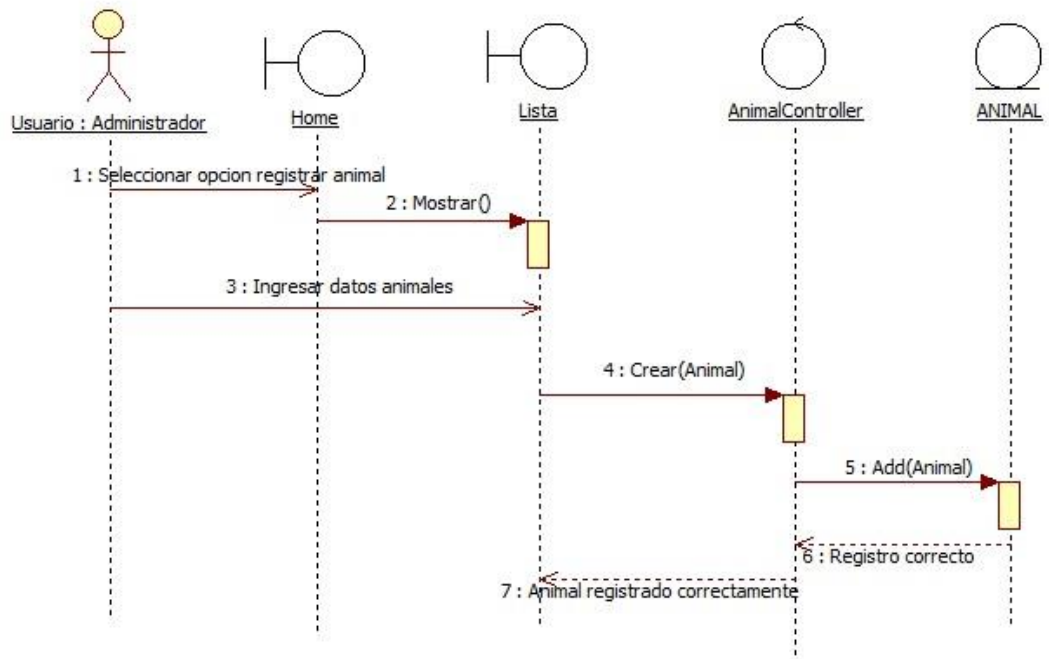 Usuario : Administrador
Home
Lista
AnimalController
ANIMAL
1 : Seleccionar opcion registrar animal
2 : Mostrar()
3 : Ingresar datos animales
4 : Crear(Animal)
5 : Add(Animal)
6 : Registro correcto
7 : Animal registrado correctamente